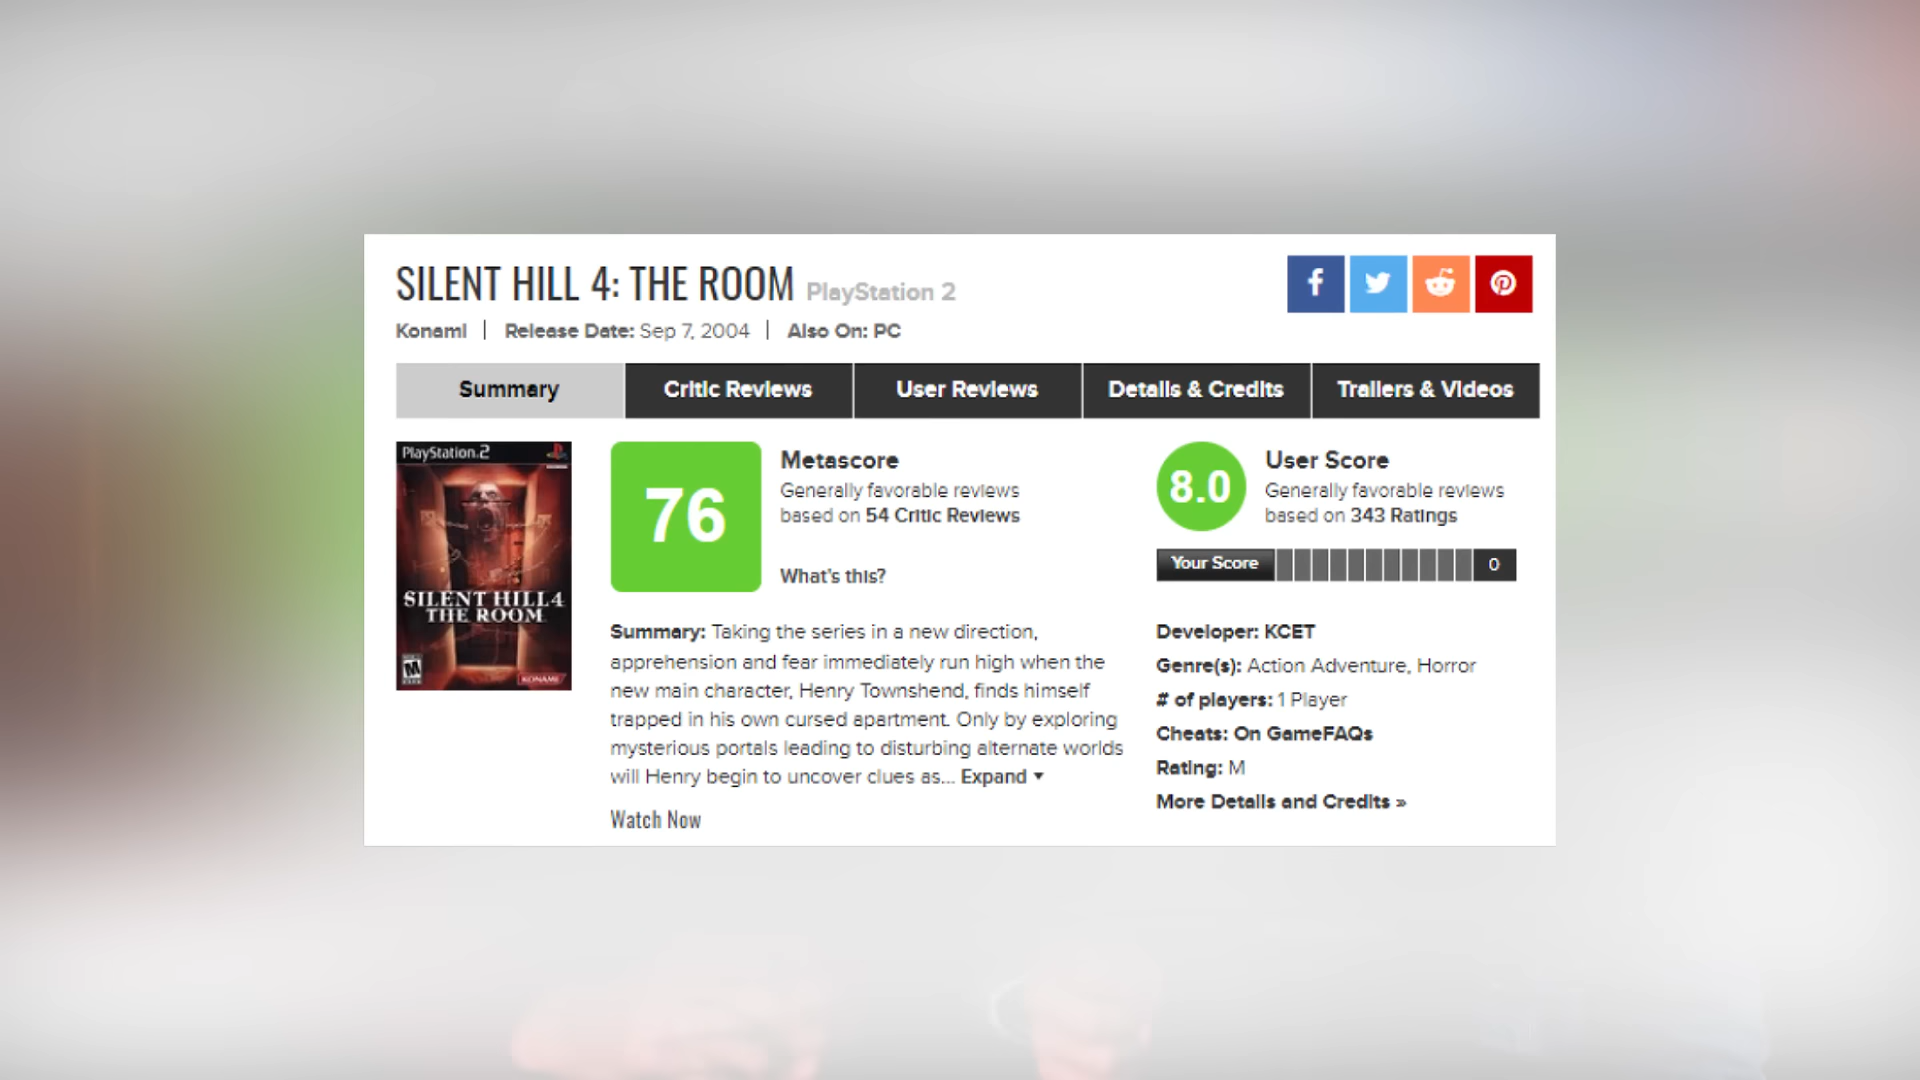 SILENT HILL 4: THE ROOM PlayStation 2
Konami | Release Date: Sep 7, 2004 | Also On: PC
Summary Critic Reviews User Reviews Details & Credits Trailers & Videos
PlayStation.2
SILENT HILL 4
THE ROOM
M
KONAMI
76
Metascore
Generally favorable reviews
based on 54 Critic Reviews
What's this?
8.0
User Score
Generally favorable reviews
based on 343 Ratings
Your Score 0
Summary: Taking the series in a new direction,
apprehension and fear immediately run high when the
new main character, Henry Townshend, finds himself
trapped in his own cursed apartment. Only by exploring
mysterious portals leading to disturbing alternate worlds
will Henry begin to uncover clues as... Expand ▾
Watch Now
Developer: KCET
Genre(s): Action Adventure, Horror
# of players: 1 Player
Cheats: On GameFAQs
Rating: M
More Details and Credits »